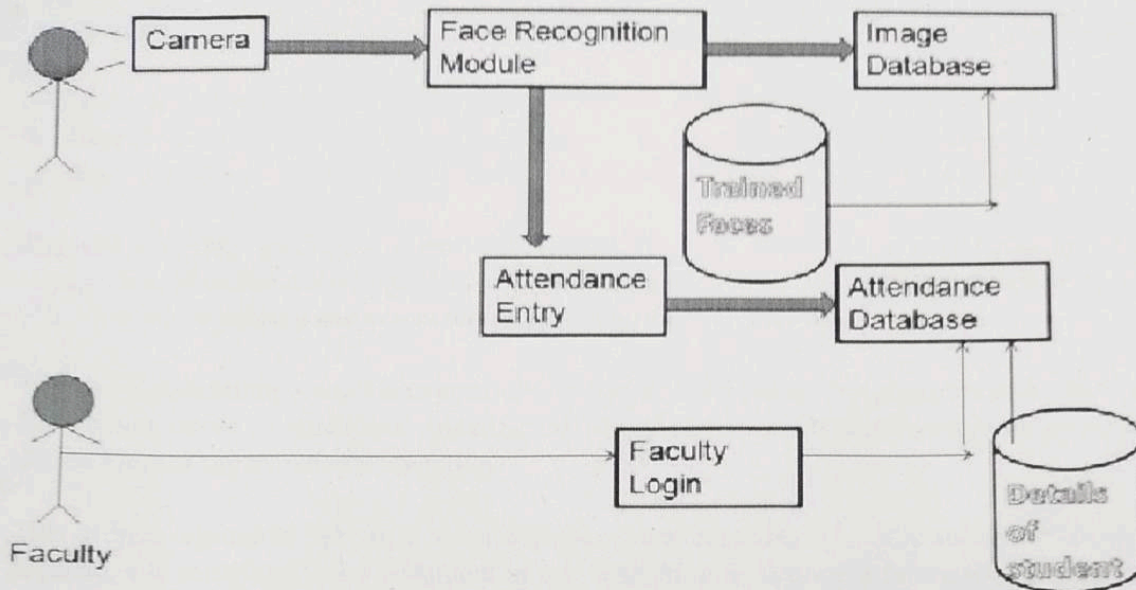 Camera
Face Recognition
Module
Image
Database
Trained
Faces
Attendance
Entry
Attendance
Database
Faculty
Login
Details
of
student
Faculty